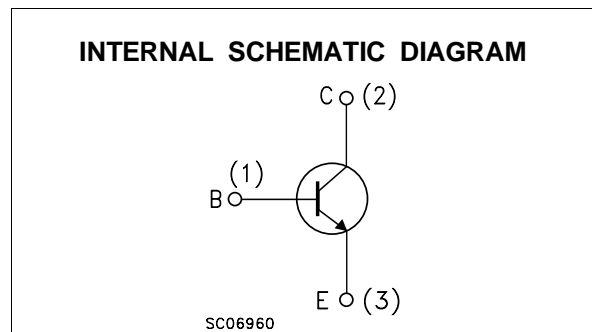 INTERNAL SCHEMATIC DIAGRAM
C (2)
(1)
B
E (3)
SC06960